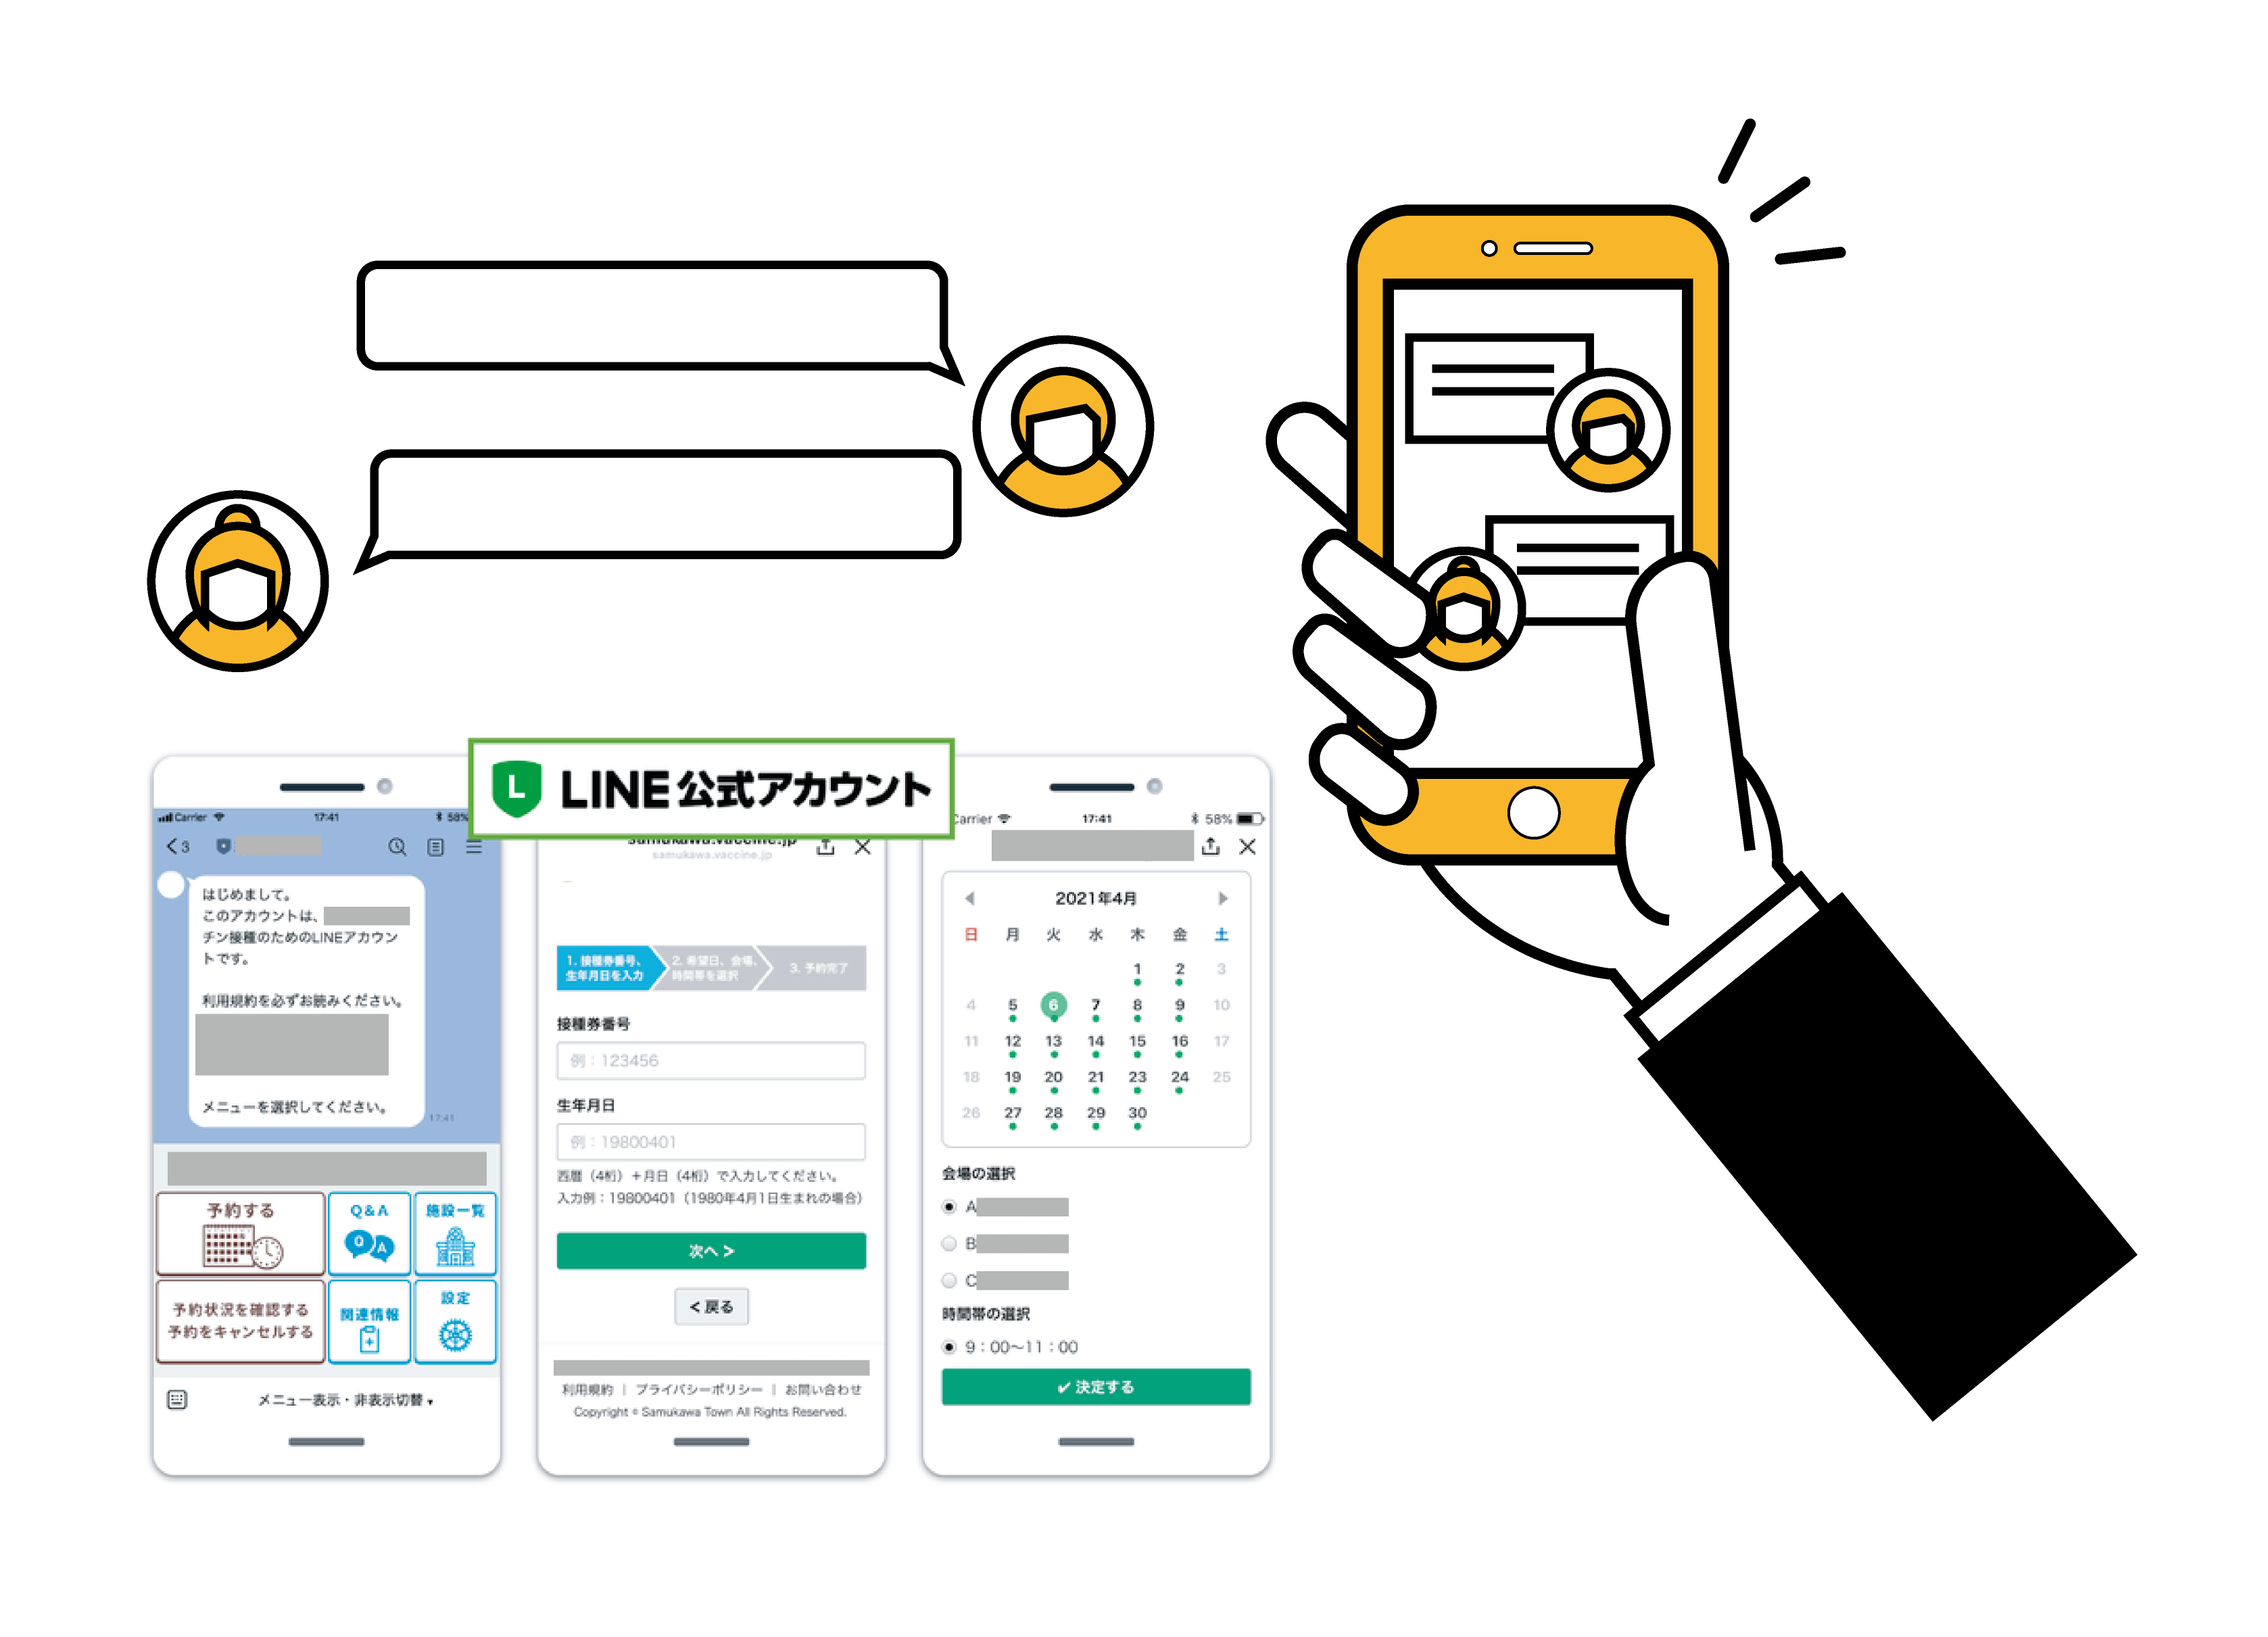 LINE公式アカウント
Carrier 17:41 58%
3
はじめまして。
このアカウントは、
チン接種のためのLINEアカウン
トです。
利用規約を必ずお読みください。
メニューを選択してください。
17:41
予約する
Q&A
Q A
施設一覧
予約状況を確認する
予約をキャンセルする
関連情報
設定
メニュー表示・非表示切替 ▾
samukawa.vaccine.jp
samukawa.vaccine.jp
1. 接種券番号、
生年月日を入力
2. 希望日、会場、
時間帯を選択
3. 予約完了
接種券番号
例：123456
生年月日
例：19800401
西暦（4桁）＋月日（4桁）で入力してください。
入力例：19800401（1980年4月1日生まれの場合）
次へ >
< 戻る
利用規約 | プライバシーポリシー | お問い合わせ
Copyright © Samukawa Town All Rights Reserved.
Carrier 17:41 58%
2021年4月
日 月 火 水 木 金 土
1 2 3
4 5 6 7 8 9 10
11 12 13 14 15 16 17
18 19 20 21 23 24 25
26 27 28 29 30
会場の選択
A
B
C
時間帯の選択
9：00〜11：00
✔ 決定する